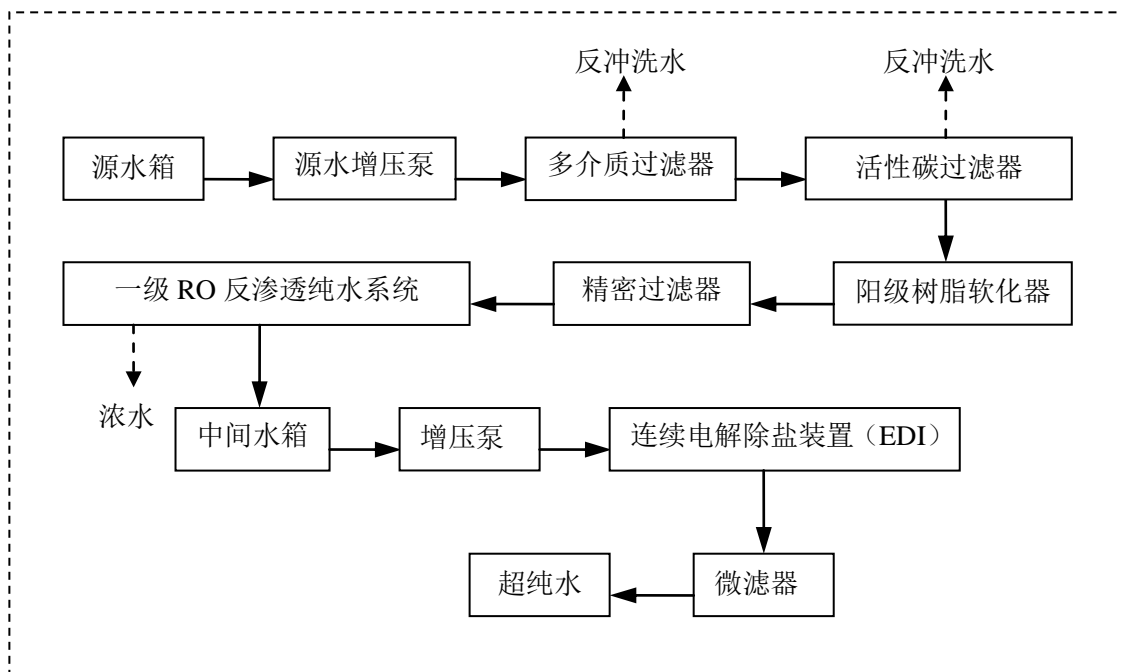 反冲洗水
反冲洗水
源水箱
源水增压泵
多介质过滤器
活性碳过滤器
一级 RO 反渗透纯水系统
精密过滤器
阳级树脂软化器
浓水
中间水箱
增压泵
连续电解除盐装置（EDI）
超纯水
微滤器